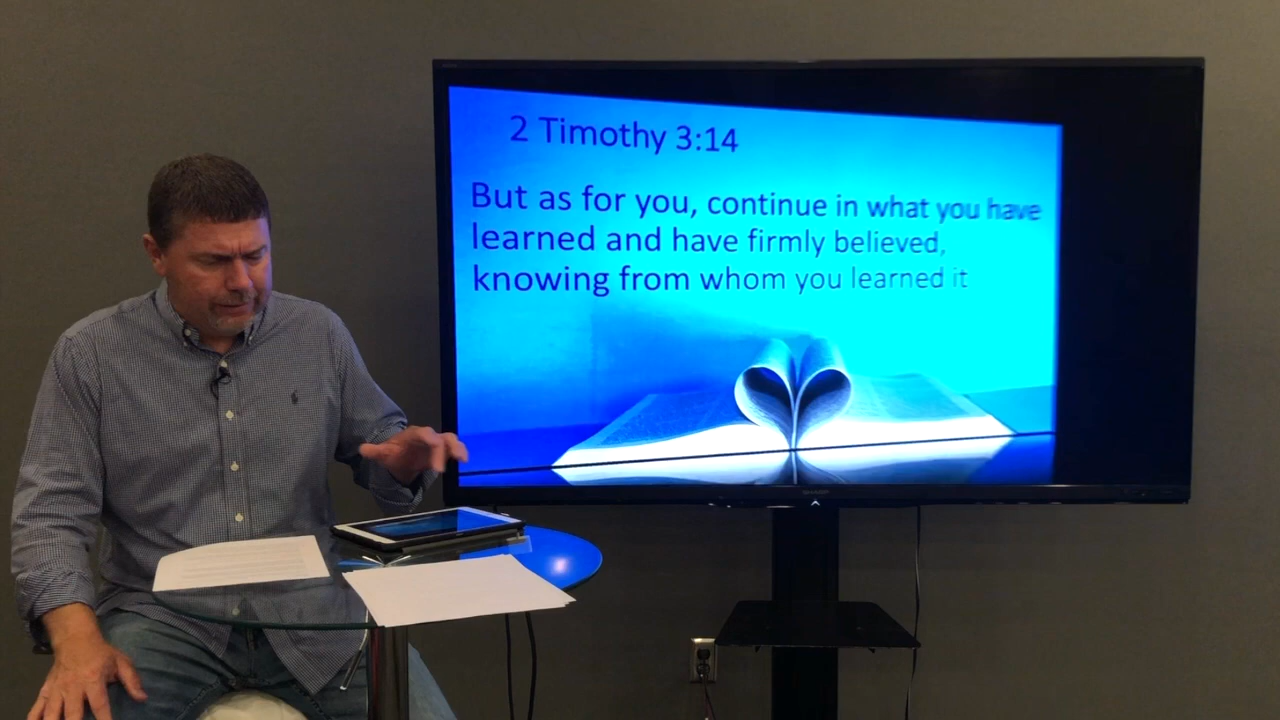 2 Timothy 3:14
But as for you, continue in what you have
learned and have firmly believed,
knowing from whom you learned it
SHARP